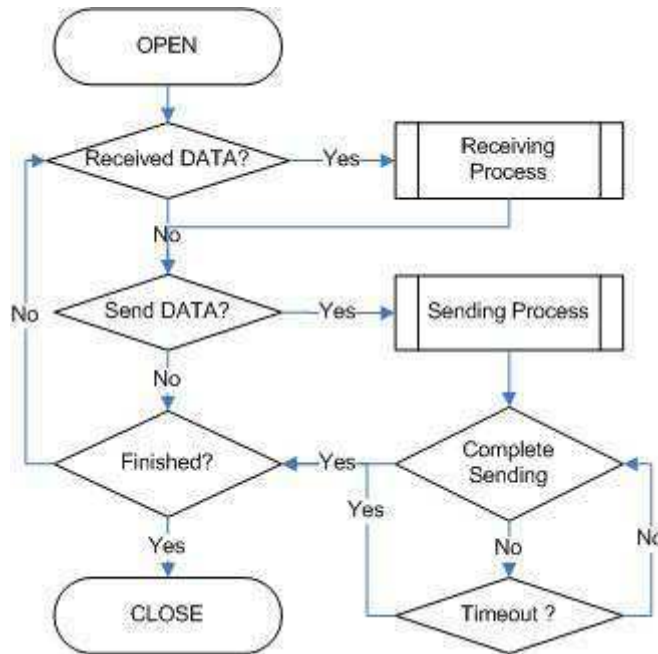 OPEN
Received DATA?
Yes
Receiving
Process
No
Send DATA?
Yes
Sending Process
No
No
Finished?
Yes
Complete
Sending
Yes
No
No
Yes
CLOSE
Timeout ?